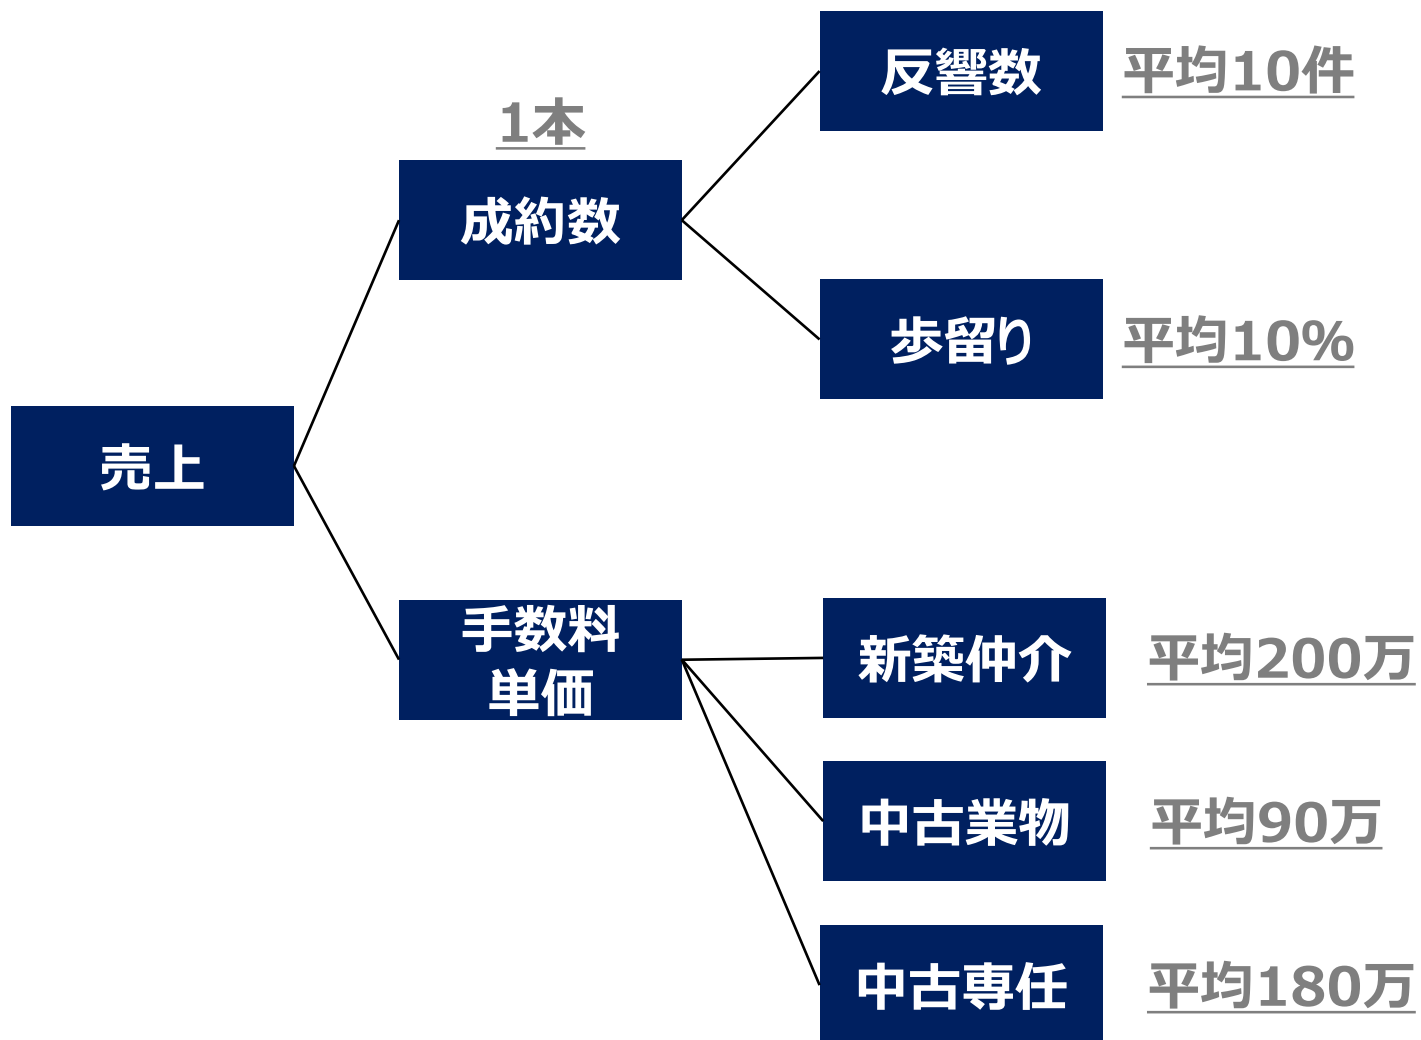 反響数
平均10件
1本
成約数
歩留り
平均10%
売上
手数料
単価
新築仲介
平均200万
中古業物
平均90万
中古専任
平均180万